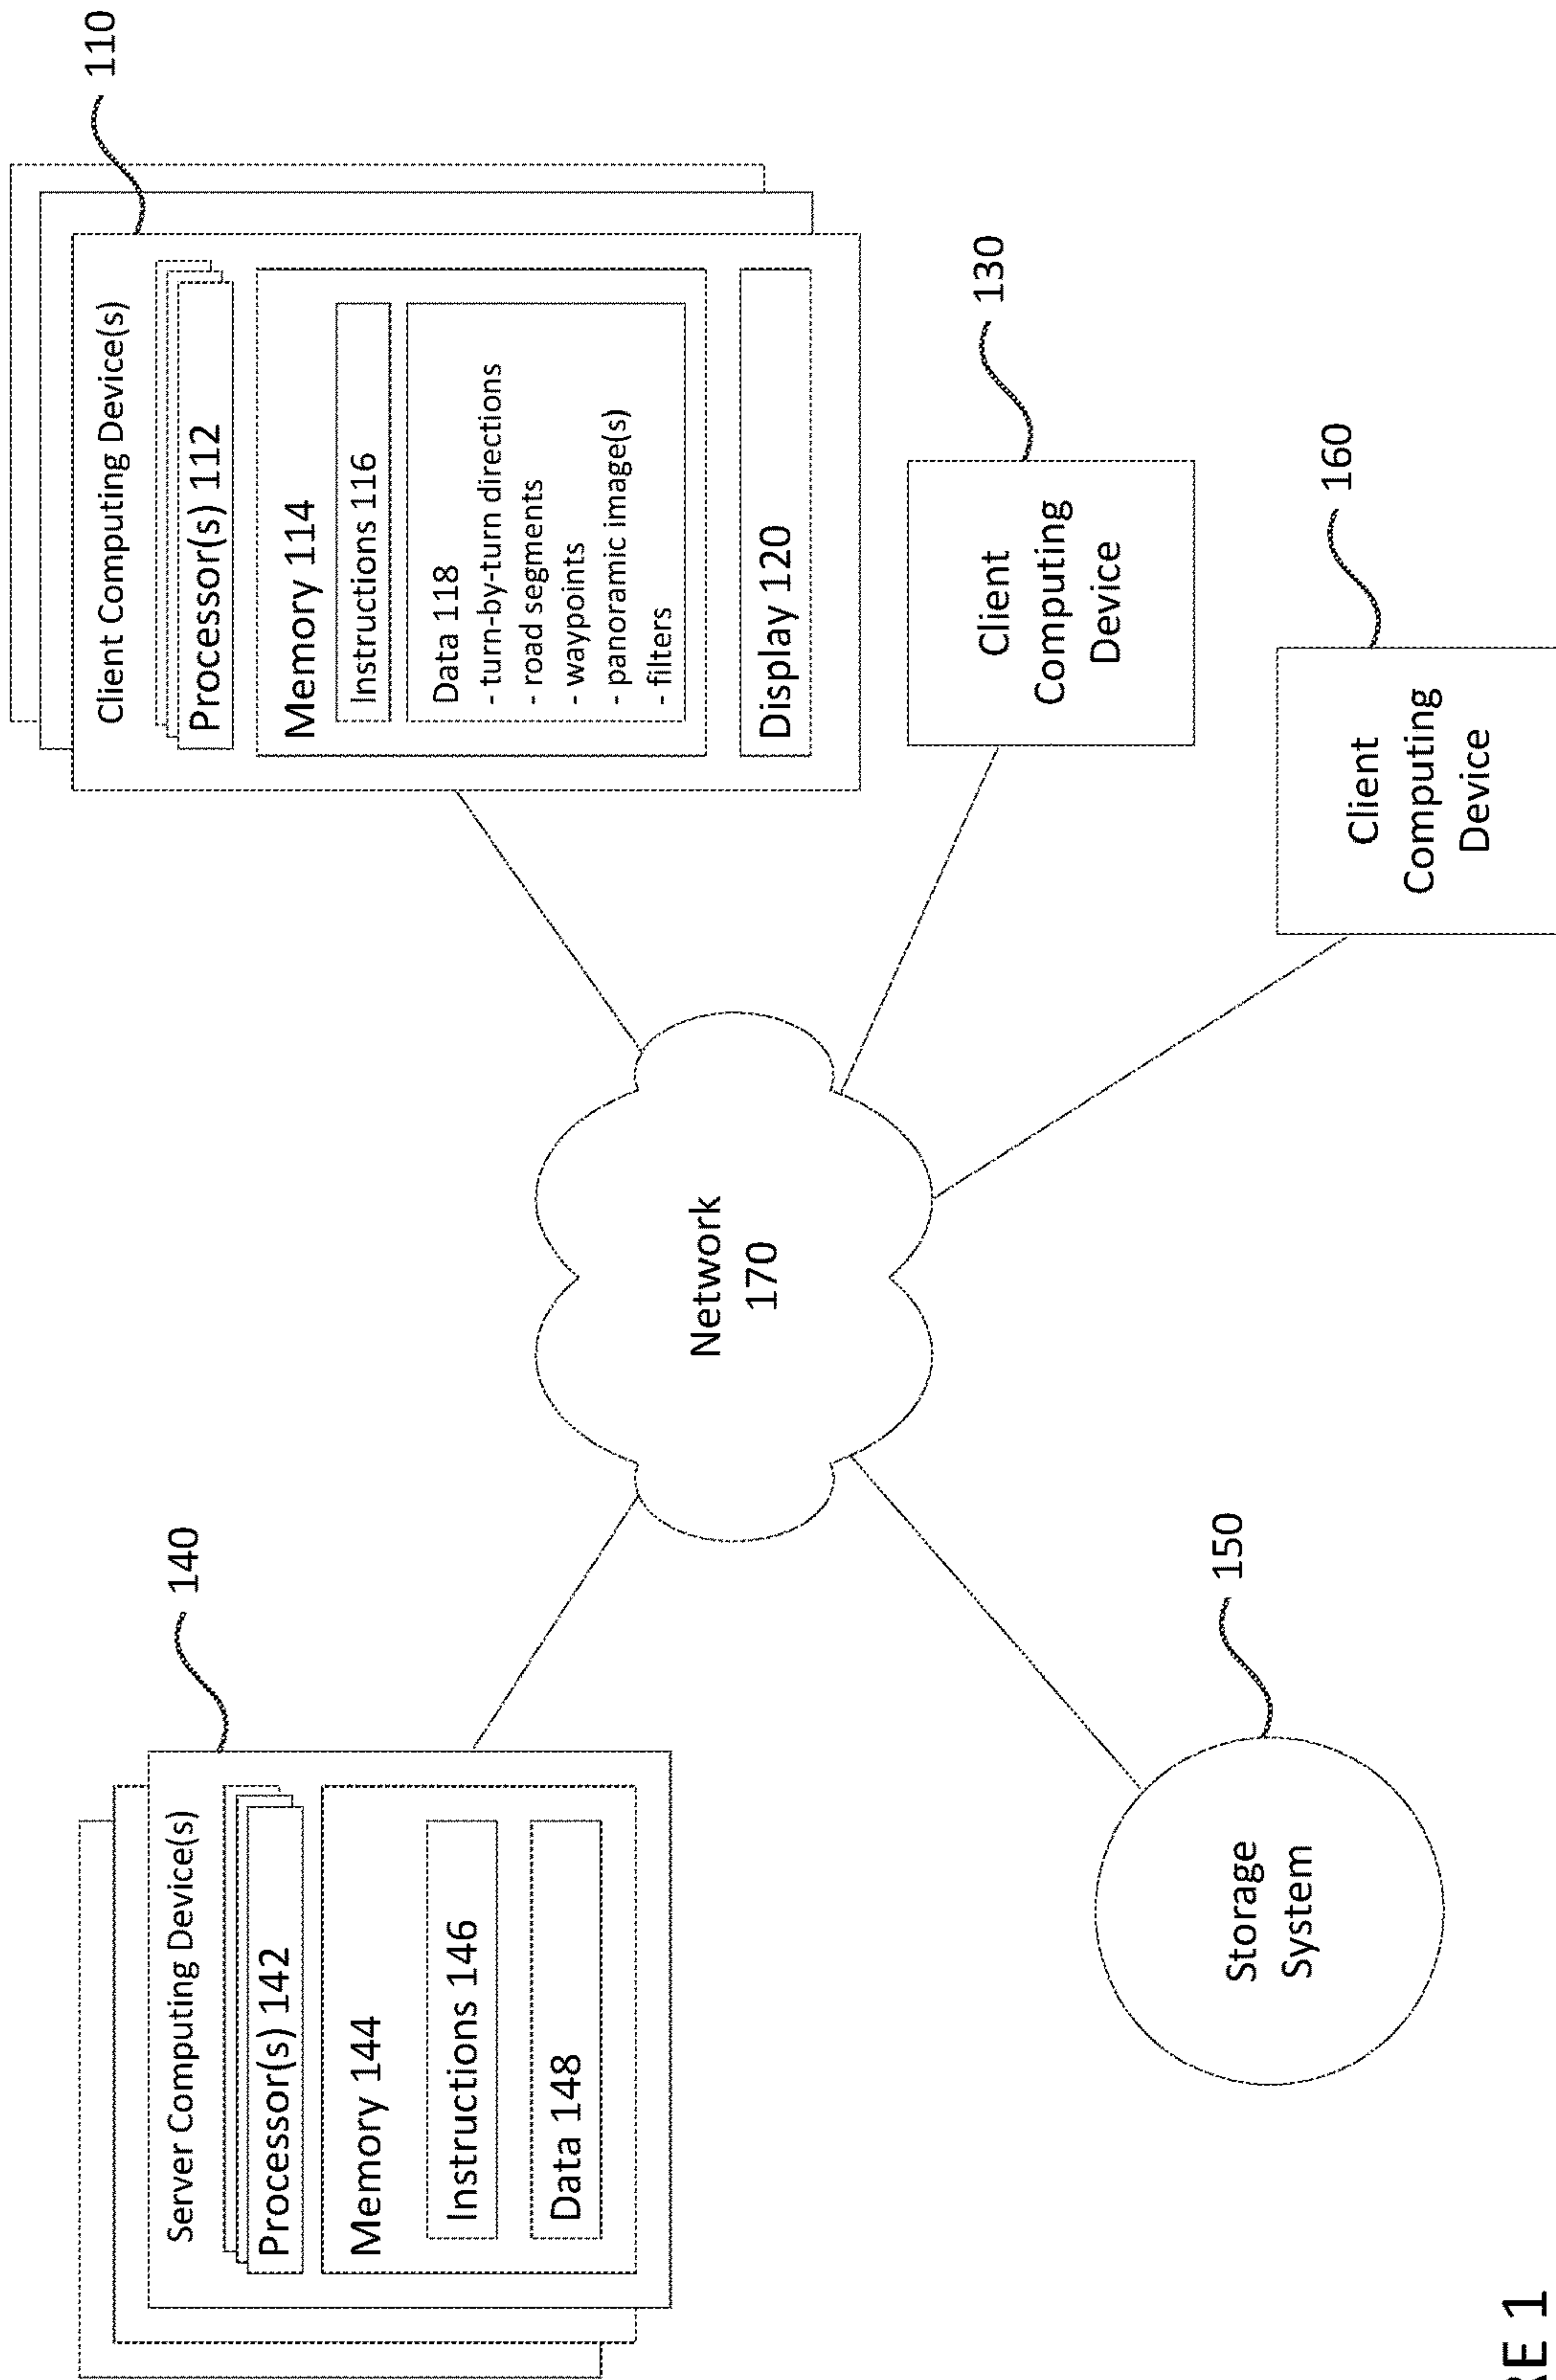 Server Computing Device(s)
140
Processor(s) 142
Memory 144
Instructions 146
Data 148
Storage
System
150
Network
170
Client Computing Device(s)
110
Processor(s) 112
Memory 114
Instructions 116
Data 118
- turn-by-turn directions
- road segments
- waypoints
- panoramic image(s)
- filters
Display 120
Client
Computing
Device
130
Client
Computing
Device
160
RE 1